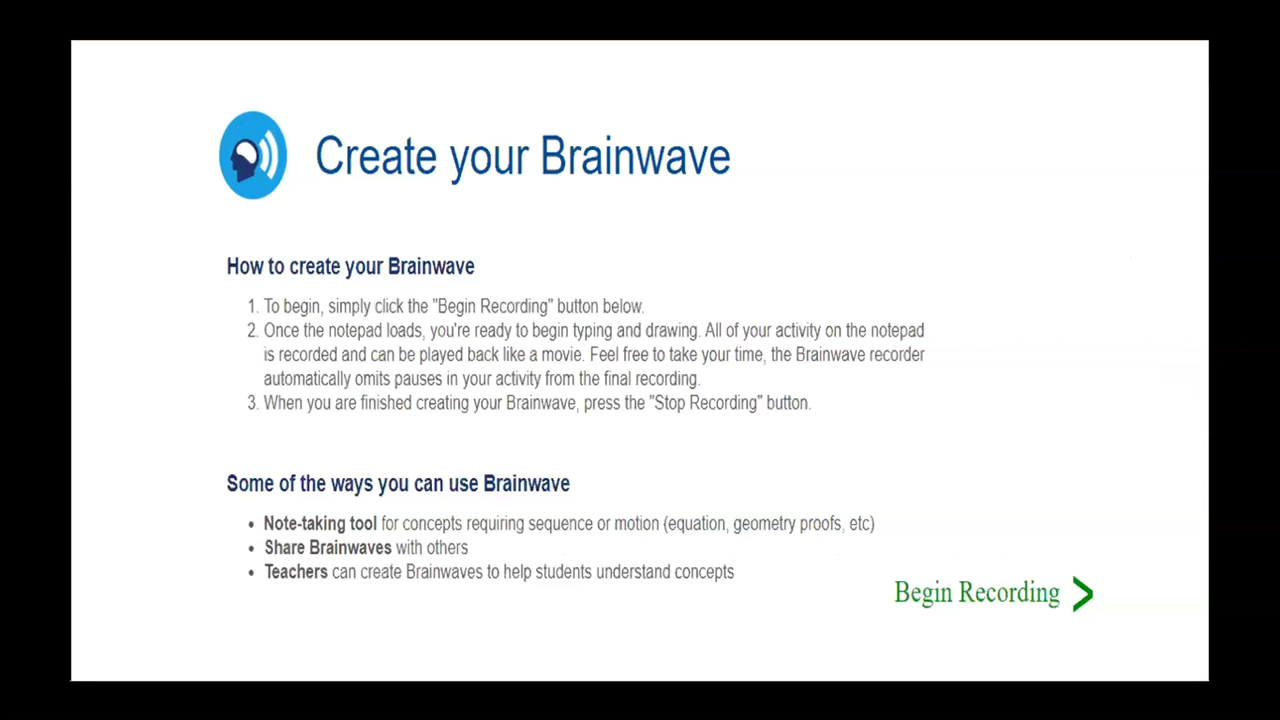 Create your Brainwave
How to create your Brainwave
1. To begin, simply click the "Begin Recording" button below.
2. Once the notepad loads, you're ready to begin typing and drawing. All of your activity on the notepad
is recorded and can be played back like a movie. Feel free to take your time, the Brainwave recorder
automatically omits pauses in your activity from the final recording.
3. When you are finished creating your Brainwave, press the "Stop Recording" button.
Some of the ways you can use Brainwave
• Note-taking tool for concepts requiring sequence or motion (equation, geometry proofs, etc)
• Share Brainwaves with others
• Teachers can create Brainwaves to help students understand concepts
Begin Recording >